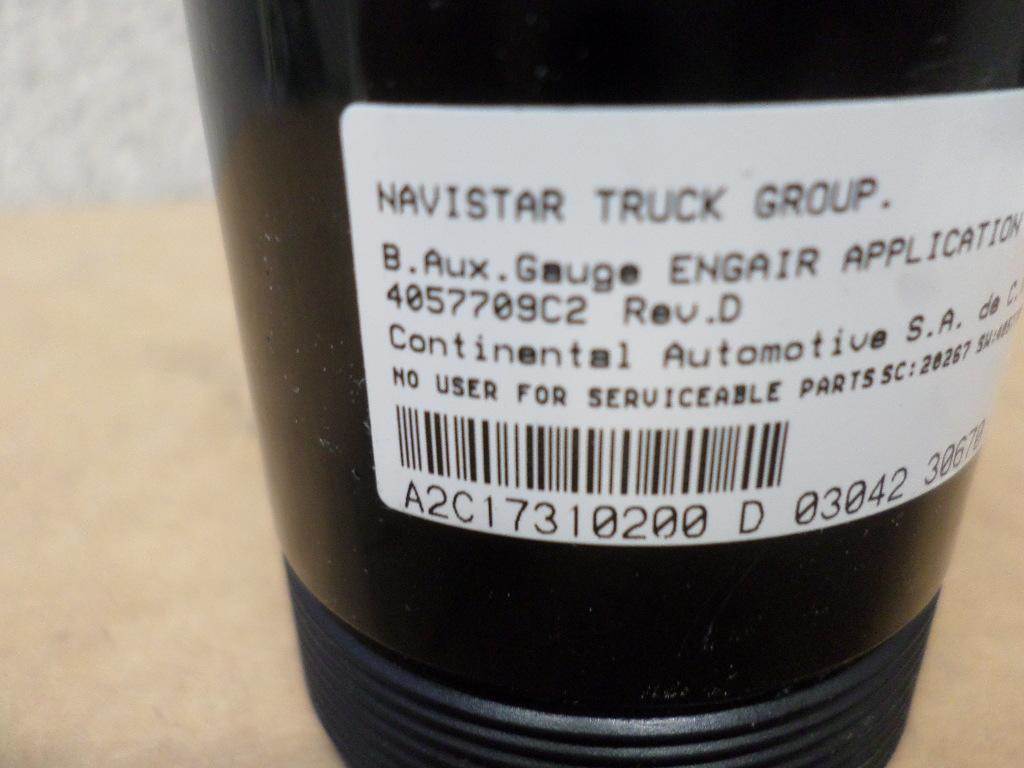 NAVISTAR TRUCK GROUP.
B.Aux.Gauge ENGAIR APPLICATION
4057709C2 Rev.D
Continental Automotive S.A. de C.
NO USER FOR SERVICEABLE PARTS SC:20267
A2C17310200 D 03042 30670